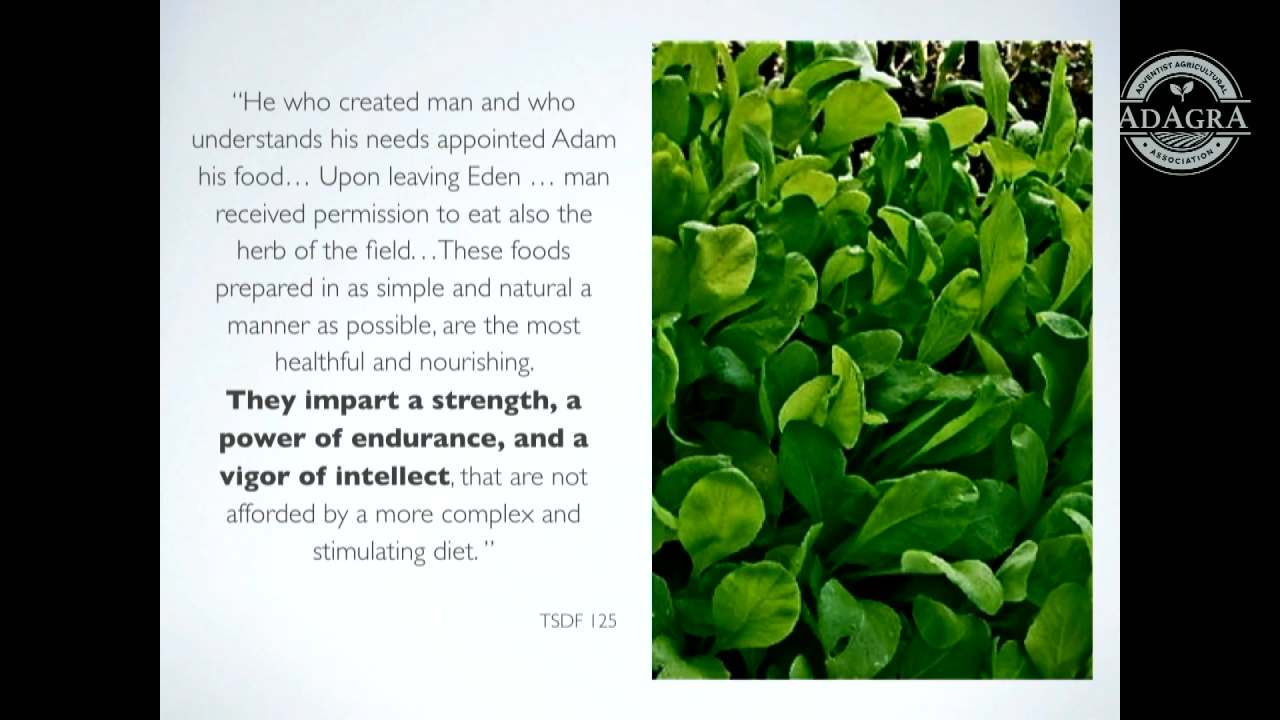 “He who created man and who
understands his needs appointed Adam
his food... Upon leaving Eden ... man
received permission to eat also the
herb of the field...These foods
prepared in as simple and natural a
manner as possible, are the most
healthful and nourishing.
They impart a strength, a
power of endurance, and a
vigor of intellect, that are not
afforded by a more complex and
stimulating diet. ”
TSDF 125
ADVENTIST AGRICULTURAL
ADAGRA
• ASSOCIATION •